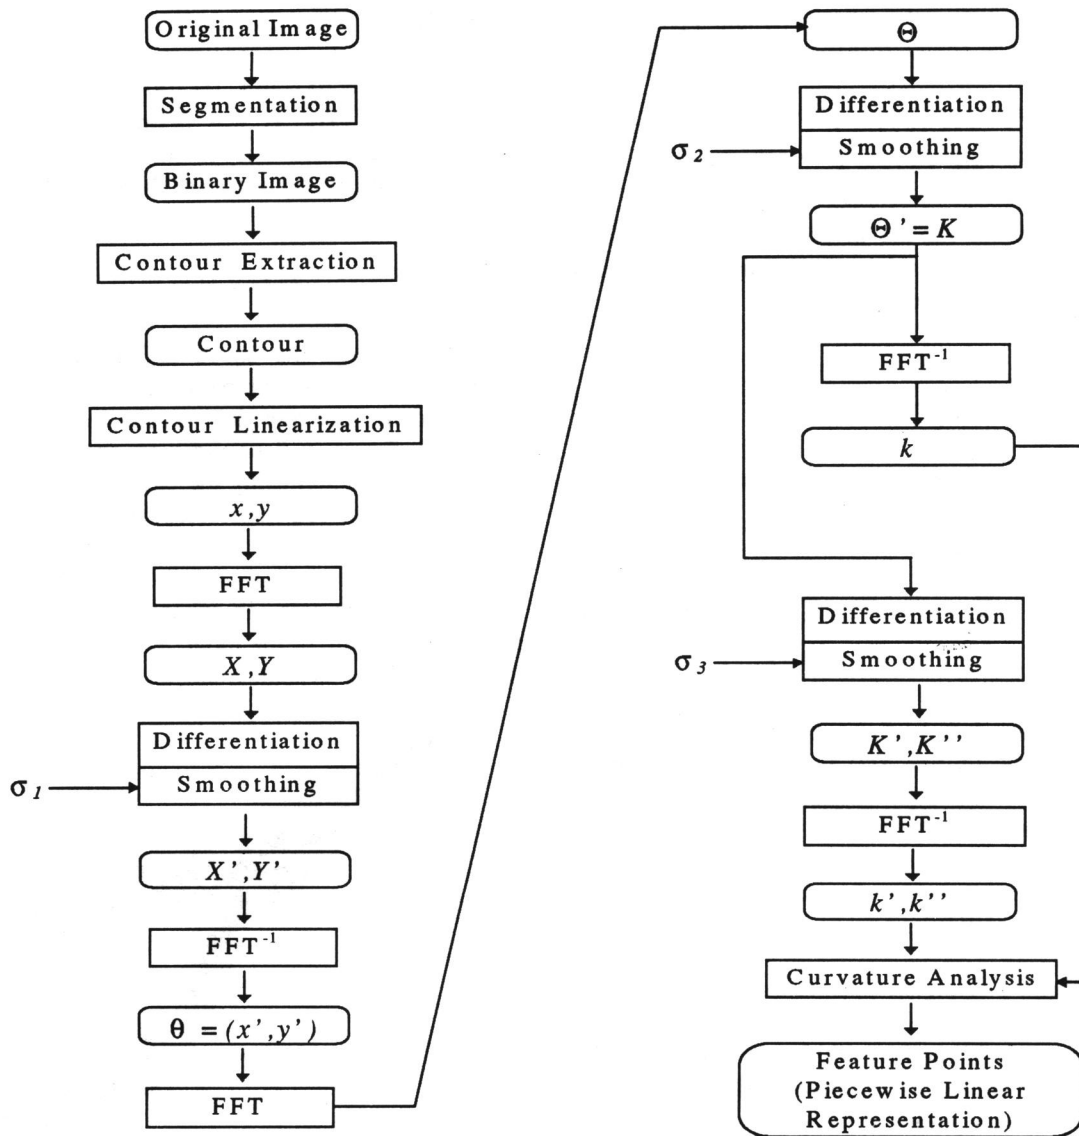 Original Image
Segmentation
Binary Image
Contour Extraction
Contour
Contour Linearization
x,y
FFT
X,Y
Differentiation
σ1
Smoothing
X',Y'
FFT⁻¹
θ =(x',y')
FFT
Θ
Differentiation
σ2
Smoothing
Θ'=K
FFT⁻¹
k
Differentiation
σ3
Smoothing
K',K''
FFT⁻¹
k',k''
Curvature Analysis
Feature Points
(Piecewise Linear
Representation)